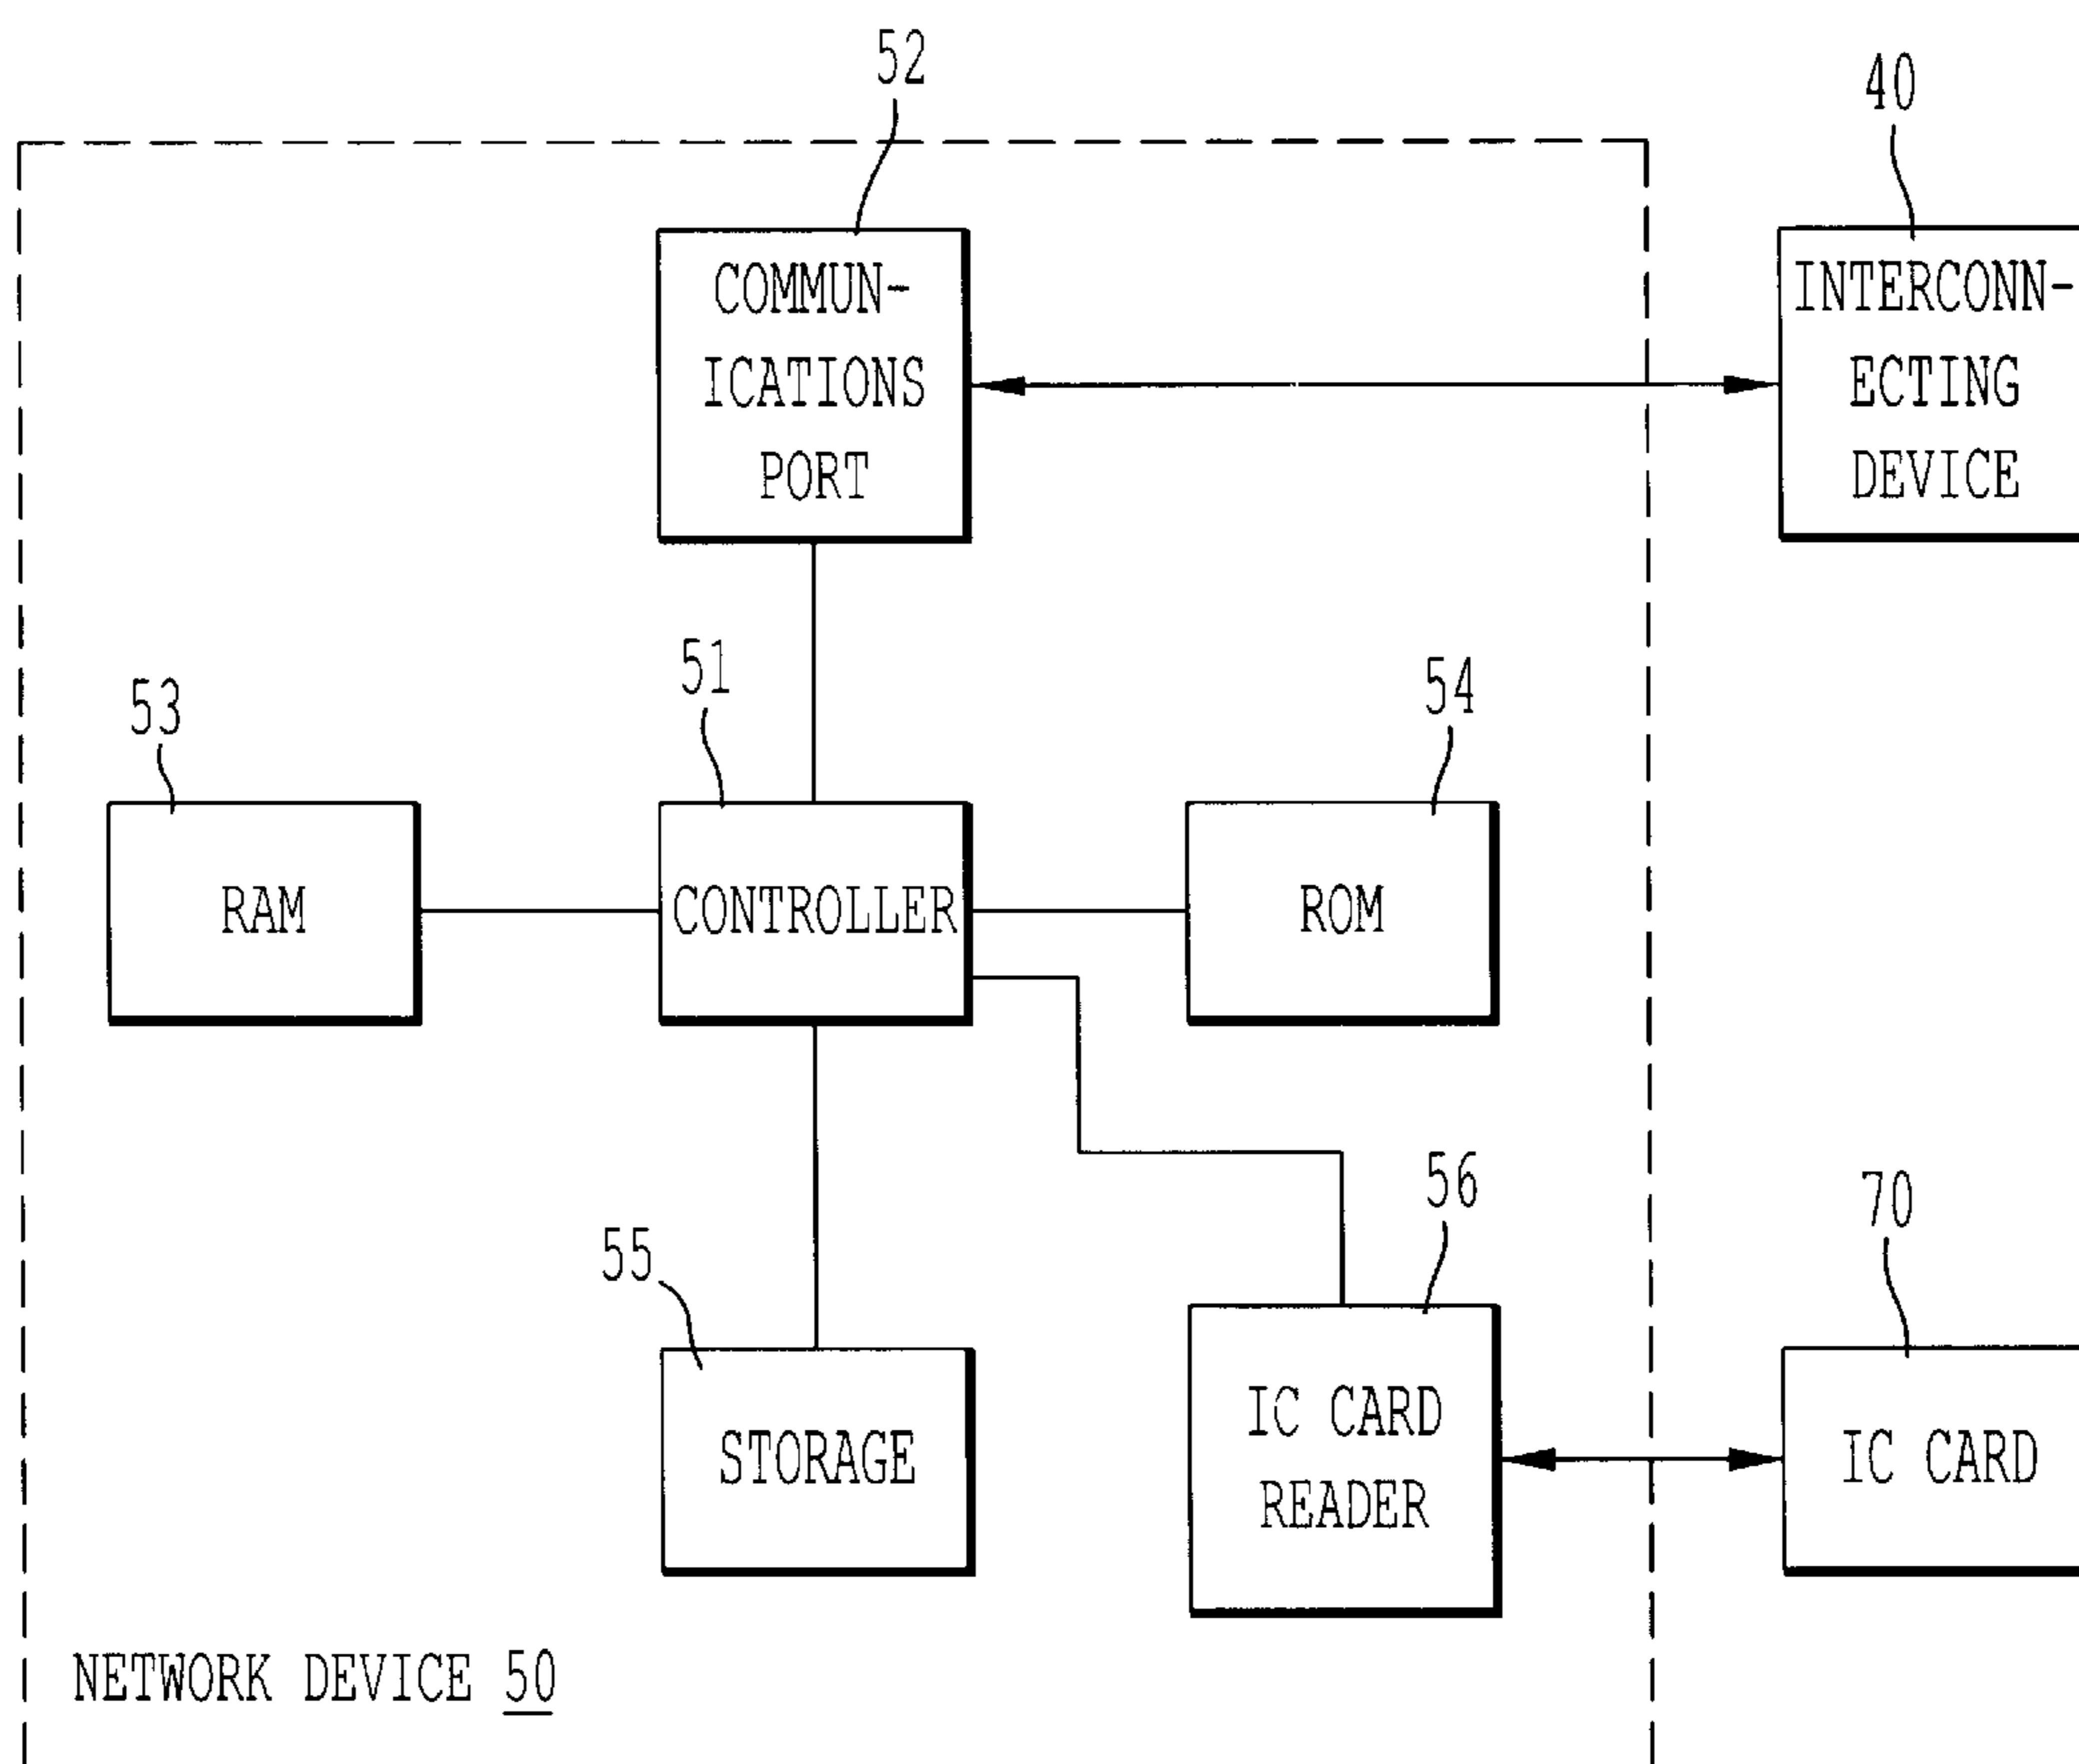 52
40
COMMUN-
ICATIONS
PORT
INTERCONN-
ECTING
DEVICE
53
51
54
RAM
CONTROLLER
ROM
55
56
70
STORAGE
IC CARD
READER
IC CARD
NETWORK DEVICE 50